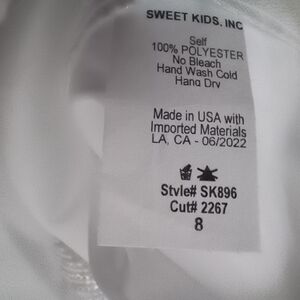 SWEET KIDS. INC
Self
100% POLYESTER
No Bleach
Hand Wash Cold
Hang Dry
Made in USA with
Imported Materials
LA, CA - 06/2022
Style# SK896
Cut# 2267
8